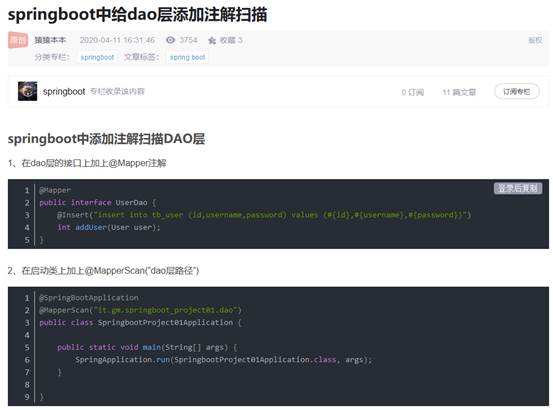 springboot中给dao层添加注解扫描
原创 猿猿本本 2020-04-11 16:31:46 3754 收藏 3 版权
分类专栏： springboot 文章标签： spring boot
springboot 专栏收录该内容 0 订阅 11 篇文章 订阅专栏
springboot中添加注解扫描DAO层
1、在dao层的接口上加上@Mapper注解
登录后复制
1 @Mapper
2 public interface UserDao {
3 @Insert("insert into tb_user (id,username,password) values (#{id},#{username},#{password})")
4 int addUser(User user);
5 }
2、在启动类上加上@MapperScan("dao层路径")
1 @SpringBootApplication
2 @MapperScan("it.gm.springboot_project01.dao")
3 public class SpringbootProject01Application {
4
5 public static void main(String[] args) {
6 SpringApplication.run(SpringbootProject01Application.class, args);
7 }
8
9 }